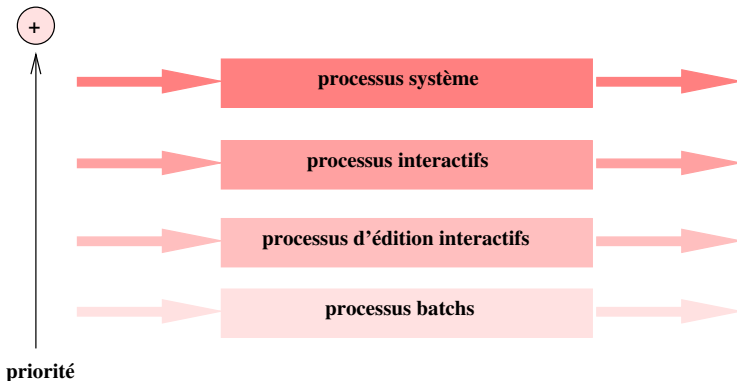 +
processus système
processus interactifs
processus d'édition interactifs
processus batchs
priorité